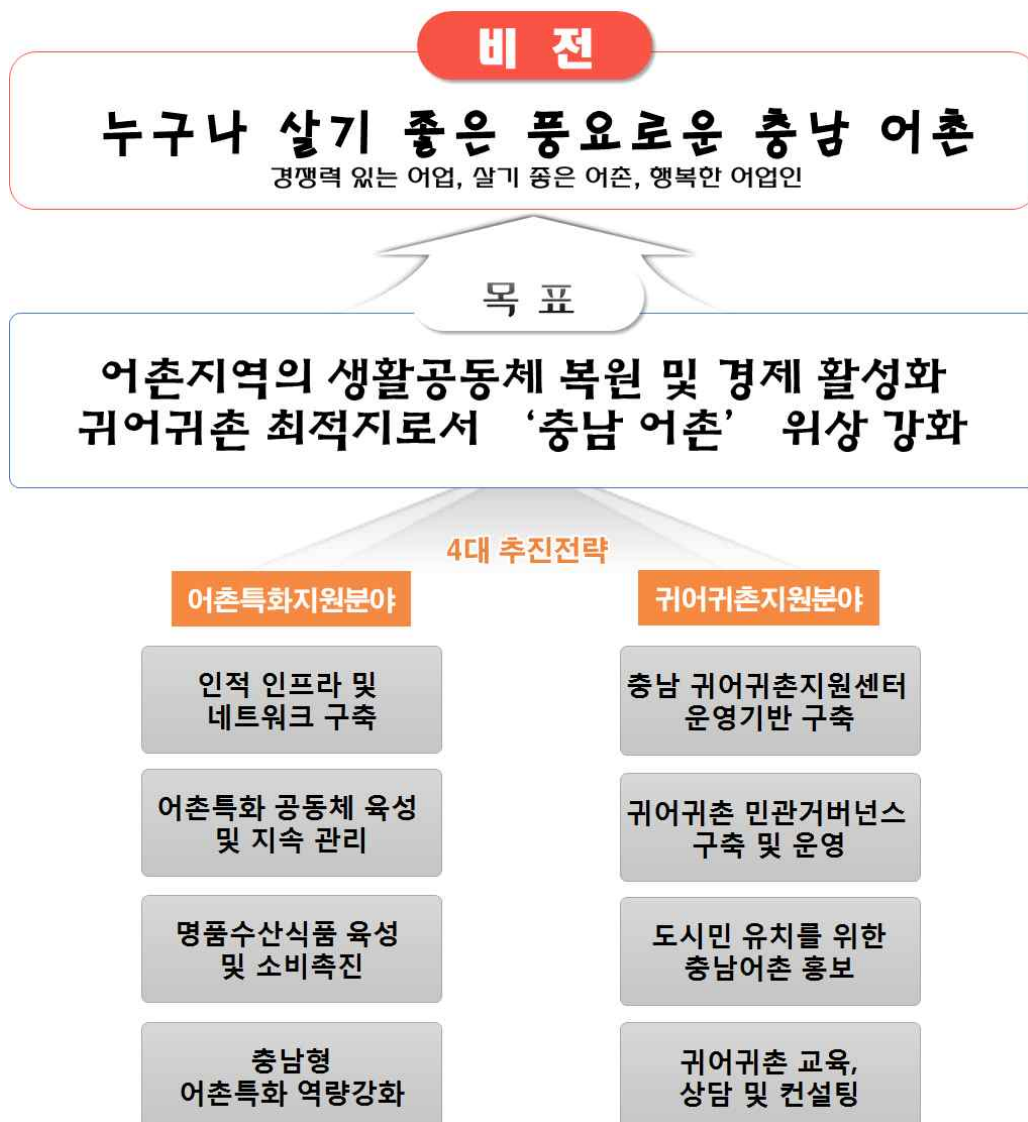 비 전
누구나 살기 좋은 풍요로운 충남 어촌
경쟁력 있는 어업, 살기 좋은 어촌, 행복한 어업인
목 표
어촌지역의 생활공동체 복원 및 경제 활성화
귀어귀촌 최적지로서 ‘충남 어촌’ 위상 강화
4대 추진전략
어촌특화지원분야
인적 인프라 및
네트워크 구축
어촌특화 공동체 육성
및 지속 관리
명품수산식품 육성
및 소비촉진
충남형
어촌특화 역량강화
귀어귀촌지원분야
충남 귀어귀촌지원센터
운영기반 구축
귀어귀촌 민관거버넌스
구축 및 운영
도시민 유치를 위한
충남어촌 홍보
귀어귀촌 교육,
상담 및 컨설팅